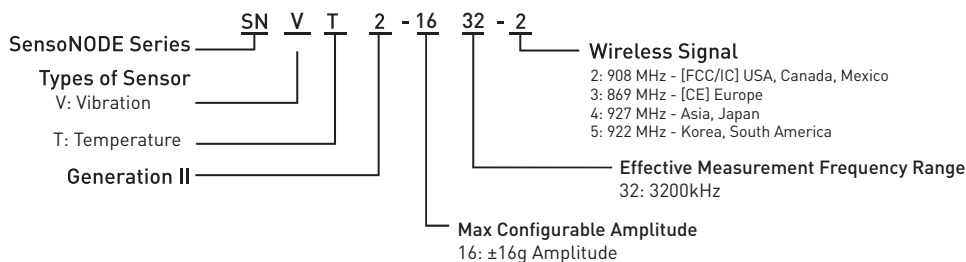 SN V T 2 - 16 32 - 2
SensoNODE Series
Types of Sensor
V: Vibration
T: Temperature
Generation II
Wireless Signal
2: 908 MHz - [FCC/IC] USA, Canada, Mexico
3: 869 MHz - [CE] Europe
4: 927 MHz - Asia, Japan
5: 922 MHz - Korea, South America
Effective Measurement Frequency Range
32: 3200kHz
Max Configurable Amplitude
16: ±16g Amplitude